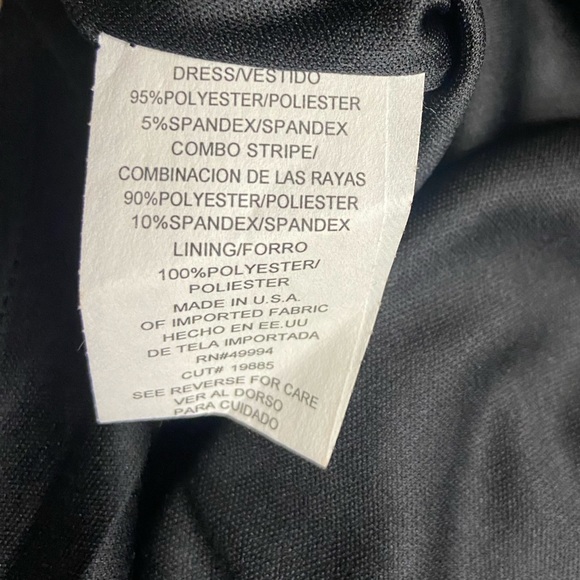 DRESS/VESTIDO
95%POLYESTER/POLIESTER
5%SPANDEX/SPANDEX
COMBO STRIPE/
COMBINACION DE LAS RAYAS
90%POLYESTER/POLIESTER
10%SPANDEX/SPANDEX
LINING/FORRO
100%POLYESTER/
POLIESTER
MADE IN U.S.A.
OF IMPORTED FABRIC
HECHO EN EE.UU
DE TELA IMPORTADA
RN#49994
CUT# 19885
SEE REVERSE FOR CARE
VER AL DORSO
PARA CUIDADO